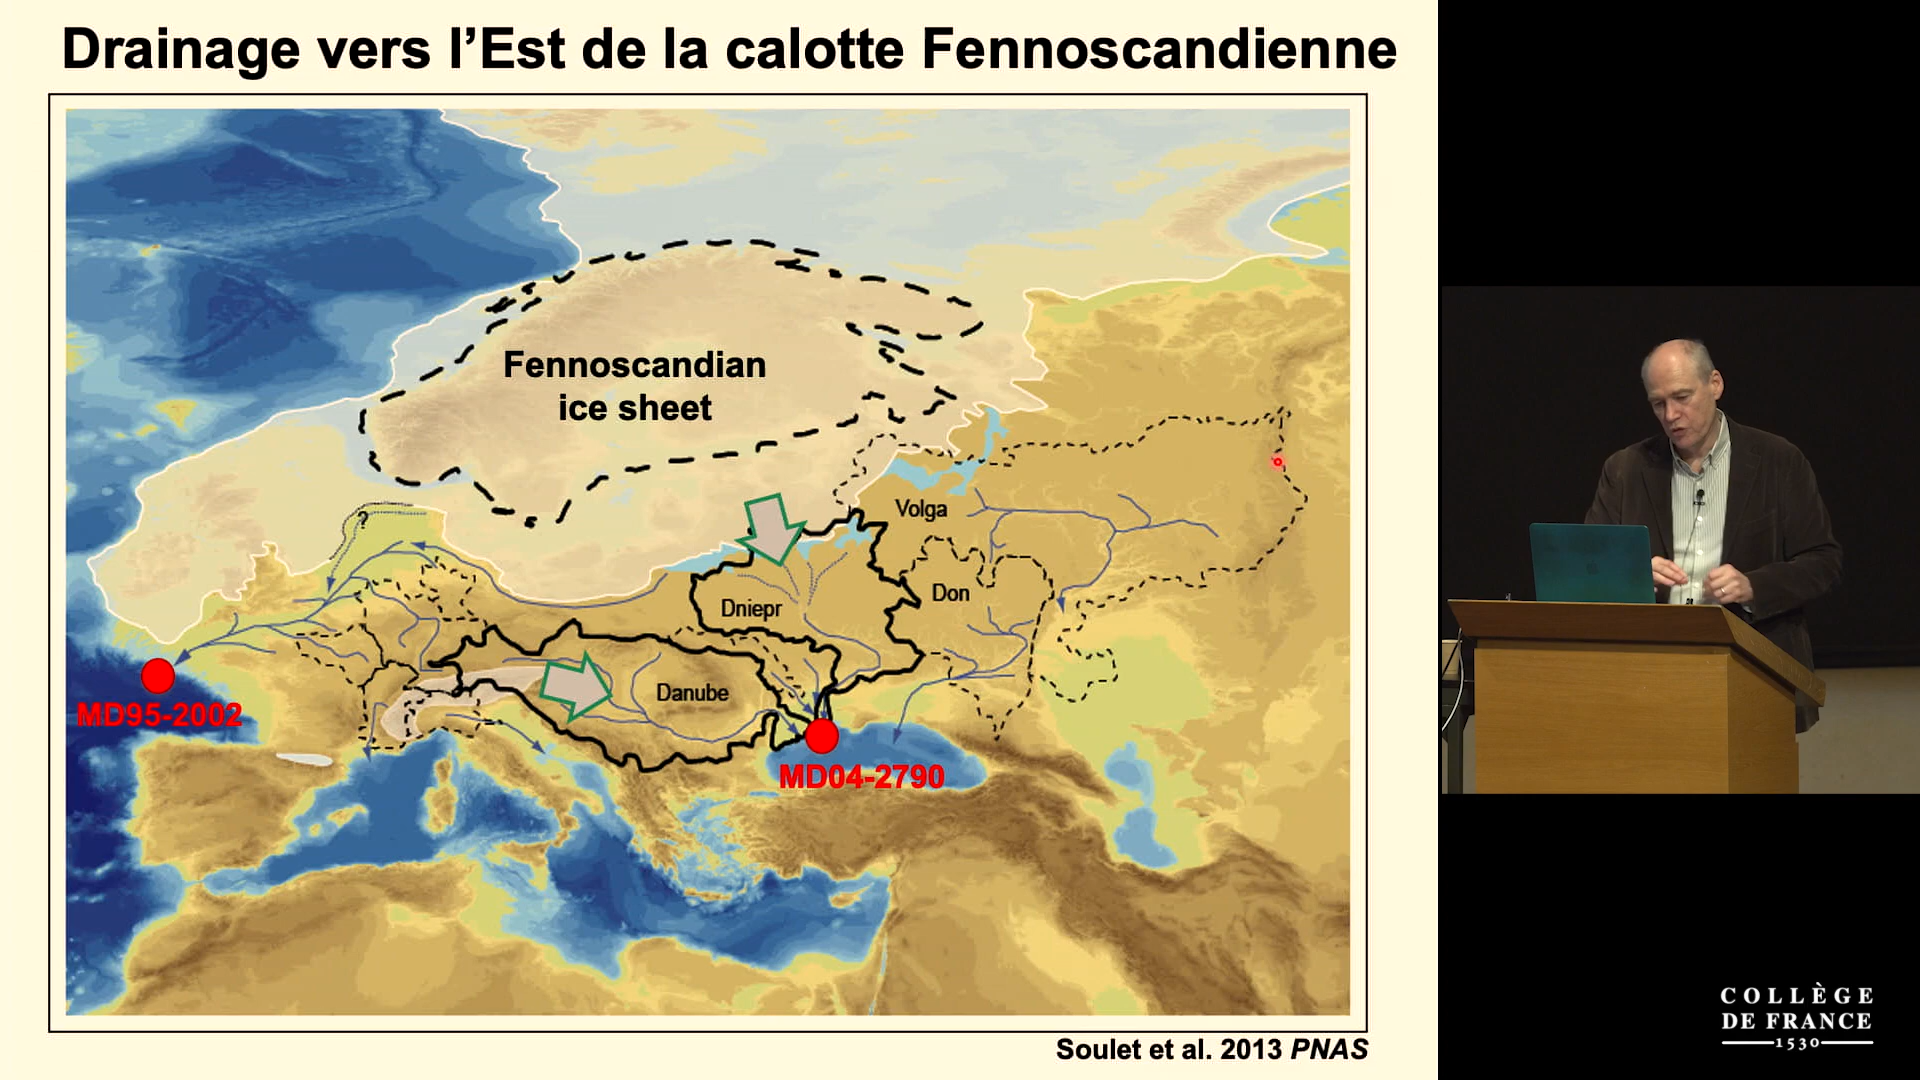 Drainage vers l’Est de la calotte Fennoscandienne
Fennoscandian
ice sheet
?
Volga
Don
Dniepr
Danube
MD95-2002
MD04-2790
Soulet et al. 2013 PNAS
COLLÈGE
DE FRANCE
1530